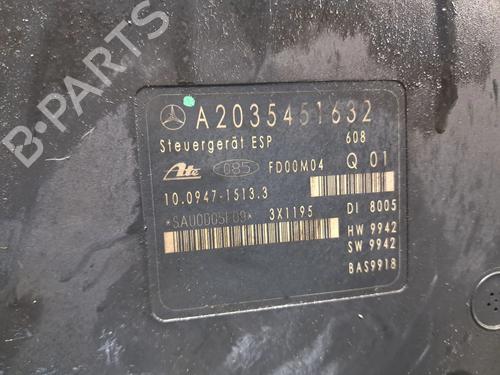 A2035451632
Steuergerät ESP 608
Ate 085 FD00M04 Q 01
10.0947-1513.3
3X1195 DI 8005
HW 9942
SW 9942
BAS9918
B-Parts